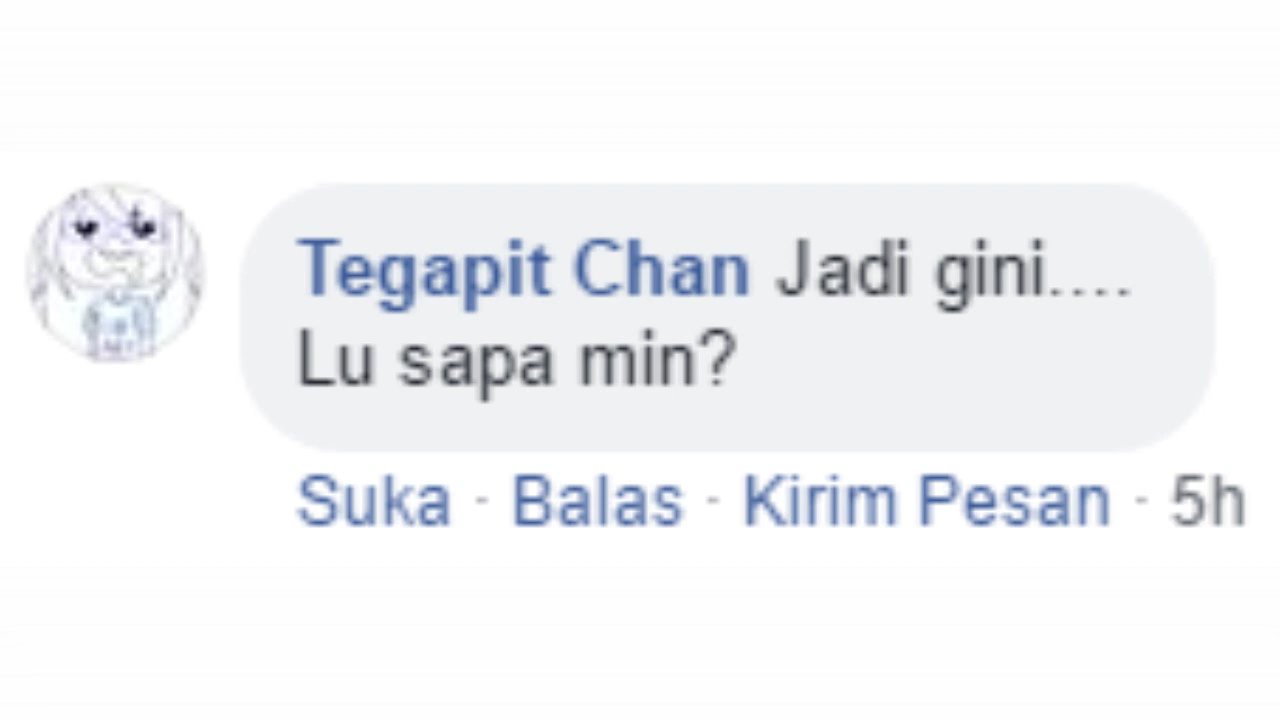 Tegapit Chan Jadi gini....
Lu sapa min?
Suka · Balas · Kirim Pesan · 5h